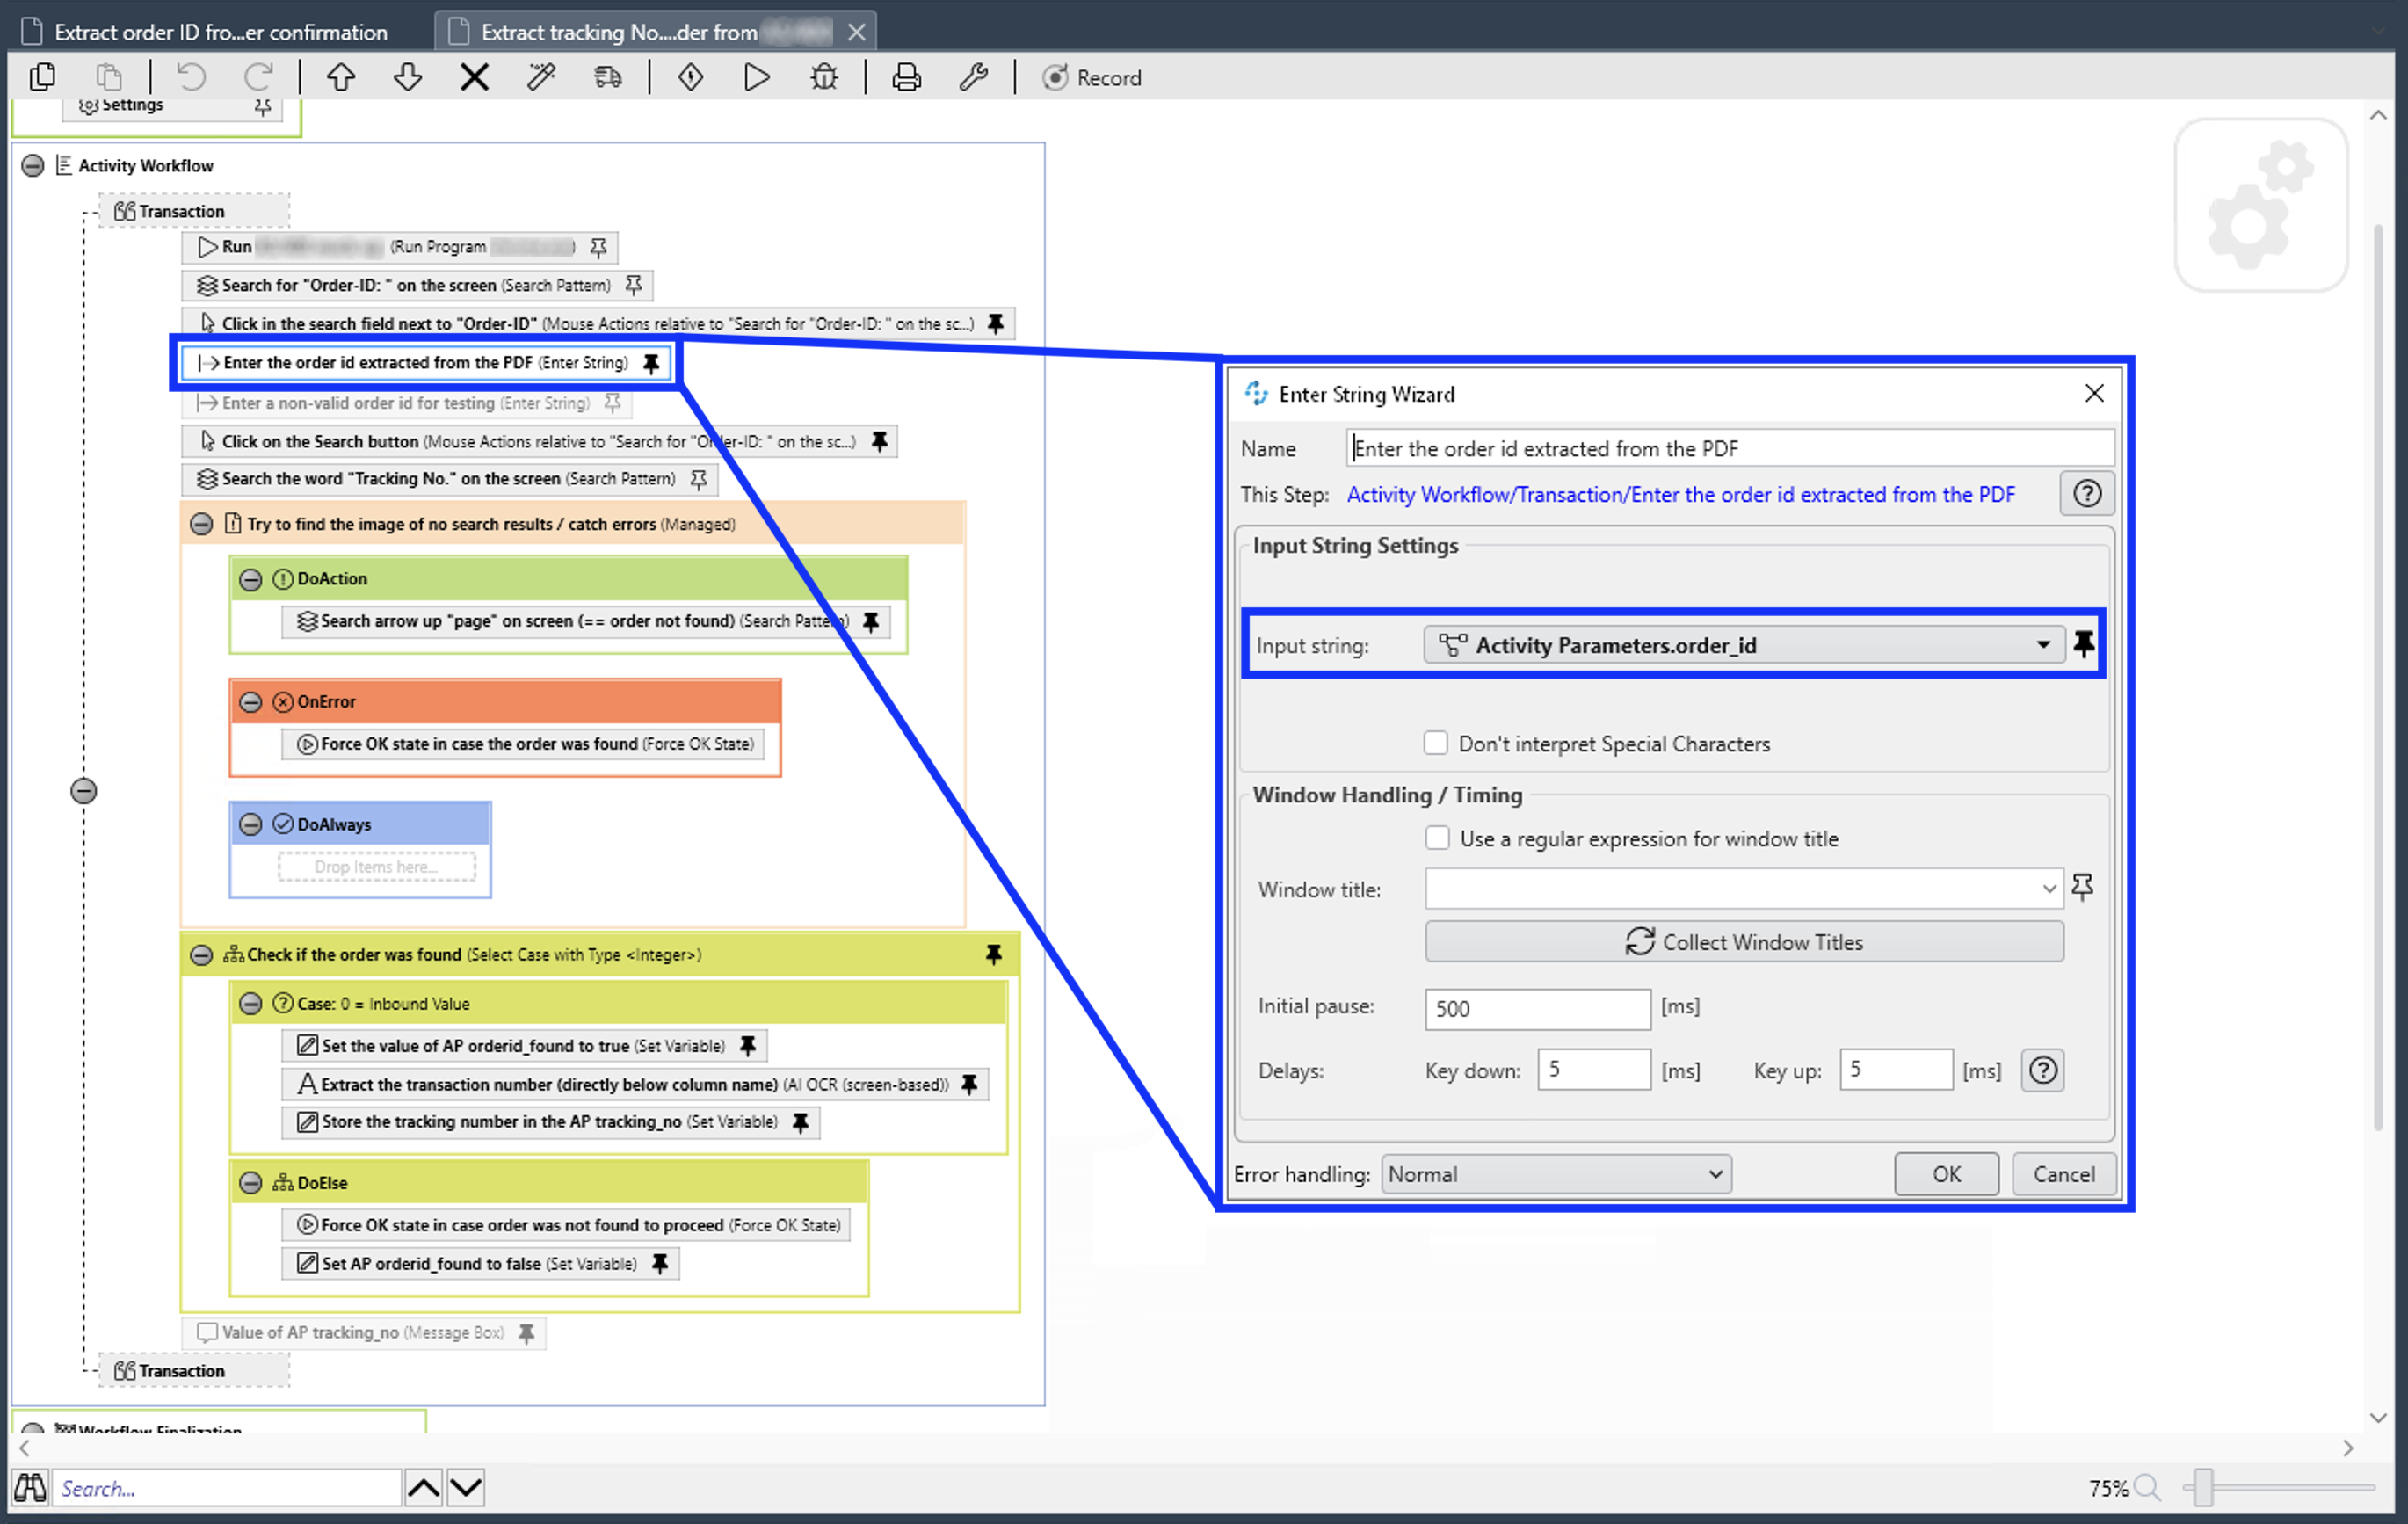 Extract order ID fro...er confirmation
Extract tracking No....der from
Record
Settings
Activity Workflow
Transaction
Run (Run Program )
Search for "Order-ID: " on the screen (Search Pattern)
Click in the search field next to "Order-ID" (Mouse Actions relative to "Search for "Order-ID: " on the sc...)
Enter the order id extracted from the PDF (Enter String)
Enter a non-valid order id for testing (Enter String)
Click on the Search button (Mouse Actions relative to "Search for "Order-ID: " on the sc...)
Search the word "Tracking No." on the screen (Search Pattern)
Try to find the image of no search results / catch errors (Managed)
DoAction
Search arrow up "page" on screen (== order not found) (Search Pattern)
OnError
Force OK state in case the order was found (Force OK State)
DoAlways
Drop Items here...
Check if the order was found (Select Case with Type <Integer>)
Case: 0 = Inbound Value
Set the value of AP orderid_found to true (Set Variable)
Extract the transaction number (directly below column name) (AI OCR (screen-based))
Store the tracking number in the AP tracking_no (Set Variable)
DoElse
Force OK state in case order was not found to proceed (Force OK State)
Set AP orderid_found to false (Set Variable)
Value of AP tracking_no (Message Box)
Transaction
Workflow Finalization
Enter String Wizard
Name Enter the order id extracted from the PDF
This Step: Activity Workflow/Transaction/Enter the order id extracted from the PDF
Input String Settings
Input string: Activity Parameters.order_id
Don't interpret Special Characters
Window Handling / Timing
Use a regular expression for window title
Window title:
Collect Window Titles
Initial pause: 500 [ms]
Delays: Key down: 5 [ms] Key up: 5 [ms]
Error handling: Normal OK Cancel
Search...
75%